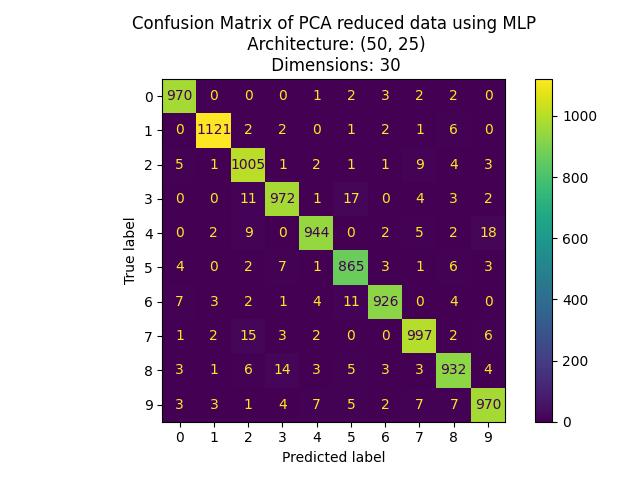 Confusion Matrix of PCA reduced data using MLP
Architecture: (50, 25)
Dimensions: 30
0 970 0 0 0 1 2 3 2 2 0
1 0 1121 2 2 0 1 2 1 6 0
2 5 1 1005 1 2 1 1 9 4 3
3 0 0 11 972 1 17 0 4 3 2
4 0 2 9 0 944 0 2 5 2 18
5 4 0 2 7 1 865 3 1 6 3
6 7 3 2 1 4 11 926 0 4 0
7 1 2 15 3 2 0 0 997 2 6
8 3 1 6 14 3 5 3 3 932 4
9 3 3 1 4 7 5 2 7 7 970
0 1 2 3 4 5 6 7 8 9
Predicted label
True label
1000
800
600
400
200
0